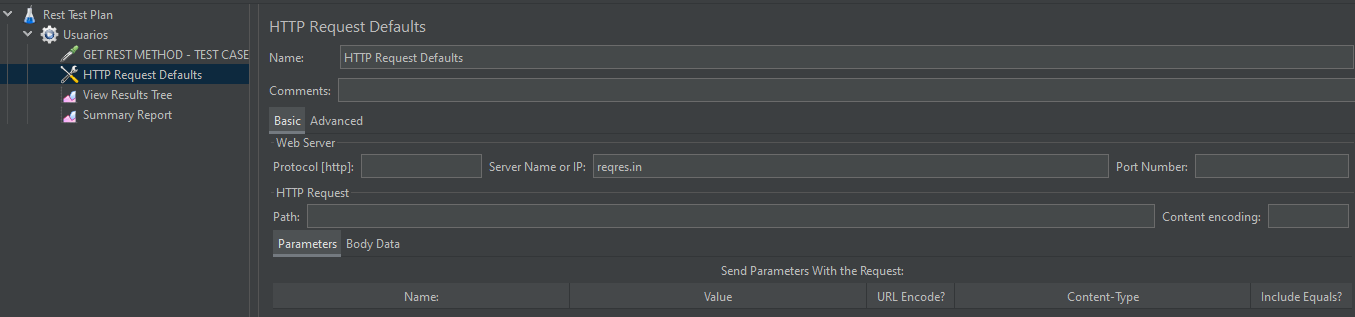 Rest Test Plan
Usuarios
GET REST METHOD - TEST CASE
HTTP Request Defaults
View Results Tree
Summary Report
HTTP Request Defaults
Name: HTTP Request Defaults
Comments:
Basic Advanced
Web Server
Protocol [http]: Server Name or IP: reqres.in Port Number:
HTTP Request
Path: Content encoding:
Parameters Body Data
Send Parameters With the Request:
Name: Value URL Encode? Content-Type Include Equals?